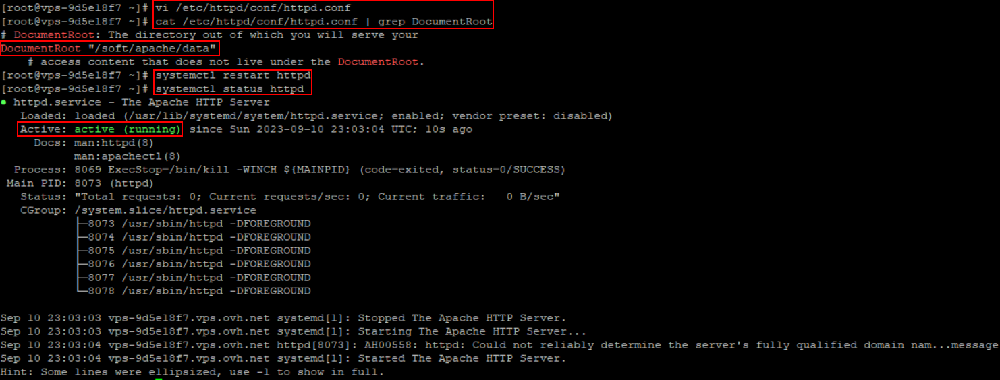 [root@vps-9d5e18f7 ~]# vi /etc/httpd/conf/httpd.conf
[root@vps-9d5e18f7 ~]# cat /etc/httpd/conf/httpd.conf | grep DocumentRoot
# DocumentRoot: The directory out of which you will serve your
DocumentRoot "/soft/apache/data"
    # access content that does not live under the DocumentRoot.
[root@vps-9d5e18f7 ~]# systemctl restart httpd
[root@vps-9d5e18f7 ~]# systemctl status httpd
● httpd.service - The Apache HTTP Server
   Loaded: loaded (/usr/lib/systemd/system/httpd.service; enabled; vendor preset: disabled)
   Active: active (running) since Sun 2023-09-10 23:03:04 UTC; 10s ago
     Docs: man:httpd(8)
           man:apachectl(8)
  Process: 8069 ExecStop=/bin/kill -WINCH ${MAINPID} (code=exited, status=0/SUCCESS)
 Main PID: 8073 (httpd)
   Status: "Total requests: 0; Current requests/sec: 0; Current traffic:   0 B/sec"
   CGroup: /system.slice/httpd.service
           ├─8073 /usr/sbin/httpd -DFOREGROUND
           ├─8074 /usr/sbin/httpd -DFOREGROUND
           ├─8075 /usr/sbin/httpd -DFOREGROUND
           ├─8076 /usr/sbin/httpd -DFOREGROUND
           ├─8077 /usr/sbin/httpd -DFOREGROUND
           └─8078 /usr/sbin/httpd -DFOREGROUND

Sep 10 23:03:03 vps-9d5e18f7.vps.ovh.net systemd[1]: Stopped The Apache HTTP Server.
Sep 10 23:03:03 vps-9d5e18f7.vps.ovh.net systemd[1]: Starting The Apache HTTP Server...
Sep 10 23:03:04 vps-9d5e18f7.vps.ovh.net httpd[8073]: AH00558: httpd: Could not reliably determine the server's fully qualified domain nam...message
Sep 10 23:03:04 vps-9d5e18f7.vps.ovh.net systemd[1]: Started The Apache HTTP Server.
Hint: Some lines were ellipsized, use -l to show in full.